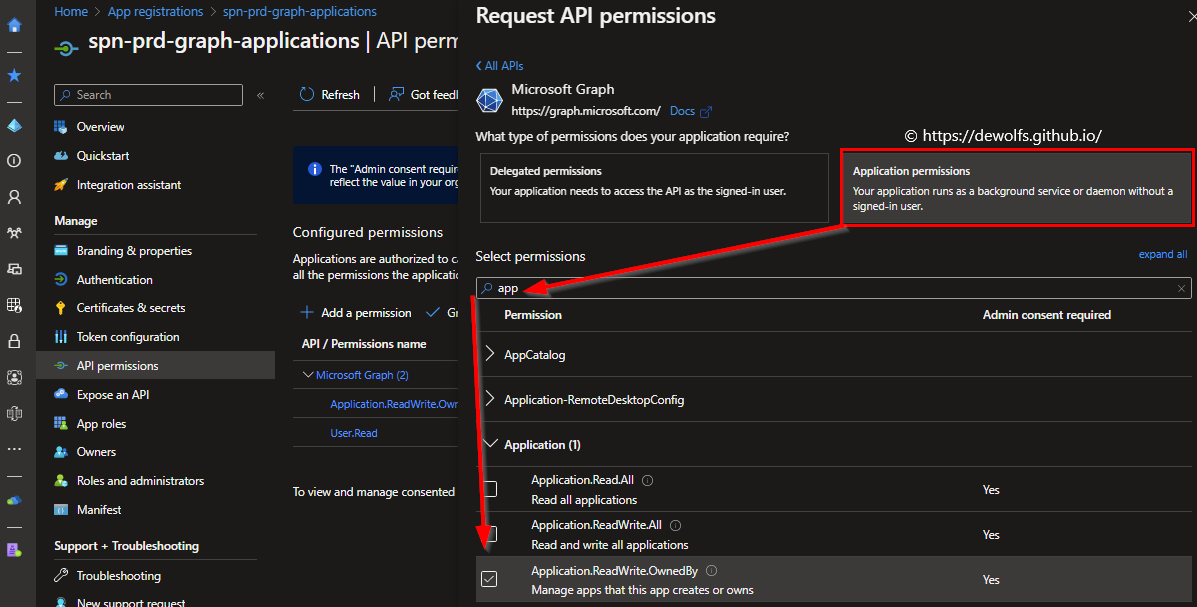 Home > App registrations > spn-prd-graph-applications
spn-prd-graph-applications | API perm
Search
«
Overview
Quickstart
Integration assistant
Manage
Branding & properties
Authentication
Certificates & secrets
Token configuration
API permissions
Expose an API
App roles
Owners
Roles and administrators
Manifest
Support + Troubleshooting
Troubleshooting
New support request
Refresh
Got feedl
The "Admin consent requir
reflect the value in your org
Configured permissions
Applications are authorized to ca
all the permissions the applicatio
Add a permission
Gr
API / Permissions name
Microsoft Graph (2)
Application.ReadWrite.Own
User.Read
To view and manage consented
Request API permissions
All APIs
Microsoft Graph
https://graph.microsoft.com/ Docs
What type of permissions does your application require?
© https://dewolfs.github.io/
Delegated permissions
Your application needs to access the API as the signed-in user.
Application permissions
Your application runs as a background service or daemon without a
signed-in user.
Select permissions
expand all
app
Permission
Admin consent required
AppCatalog
Application-RemoteDesktopConfig
Application (1)
Application.Read.All
Read all applications
Yes
Application.ReadWrite.All
Read and write all applications
Yes
Application.ReadWrite.OwnedBy
Manage apps that this app creates or owns
Yes